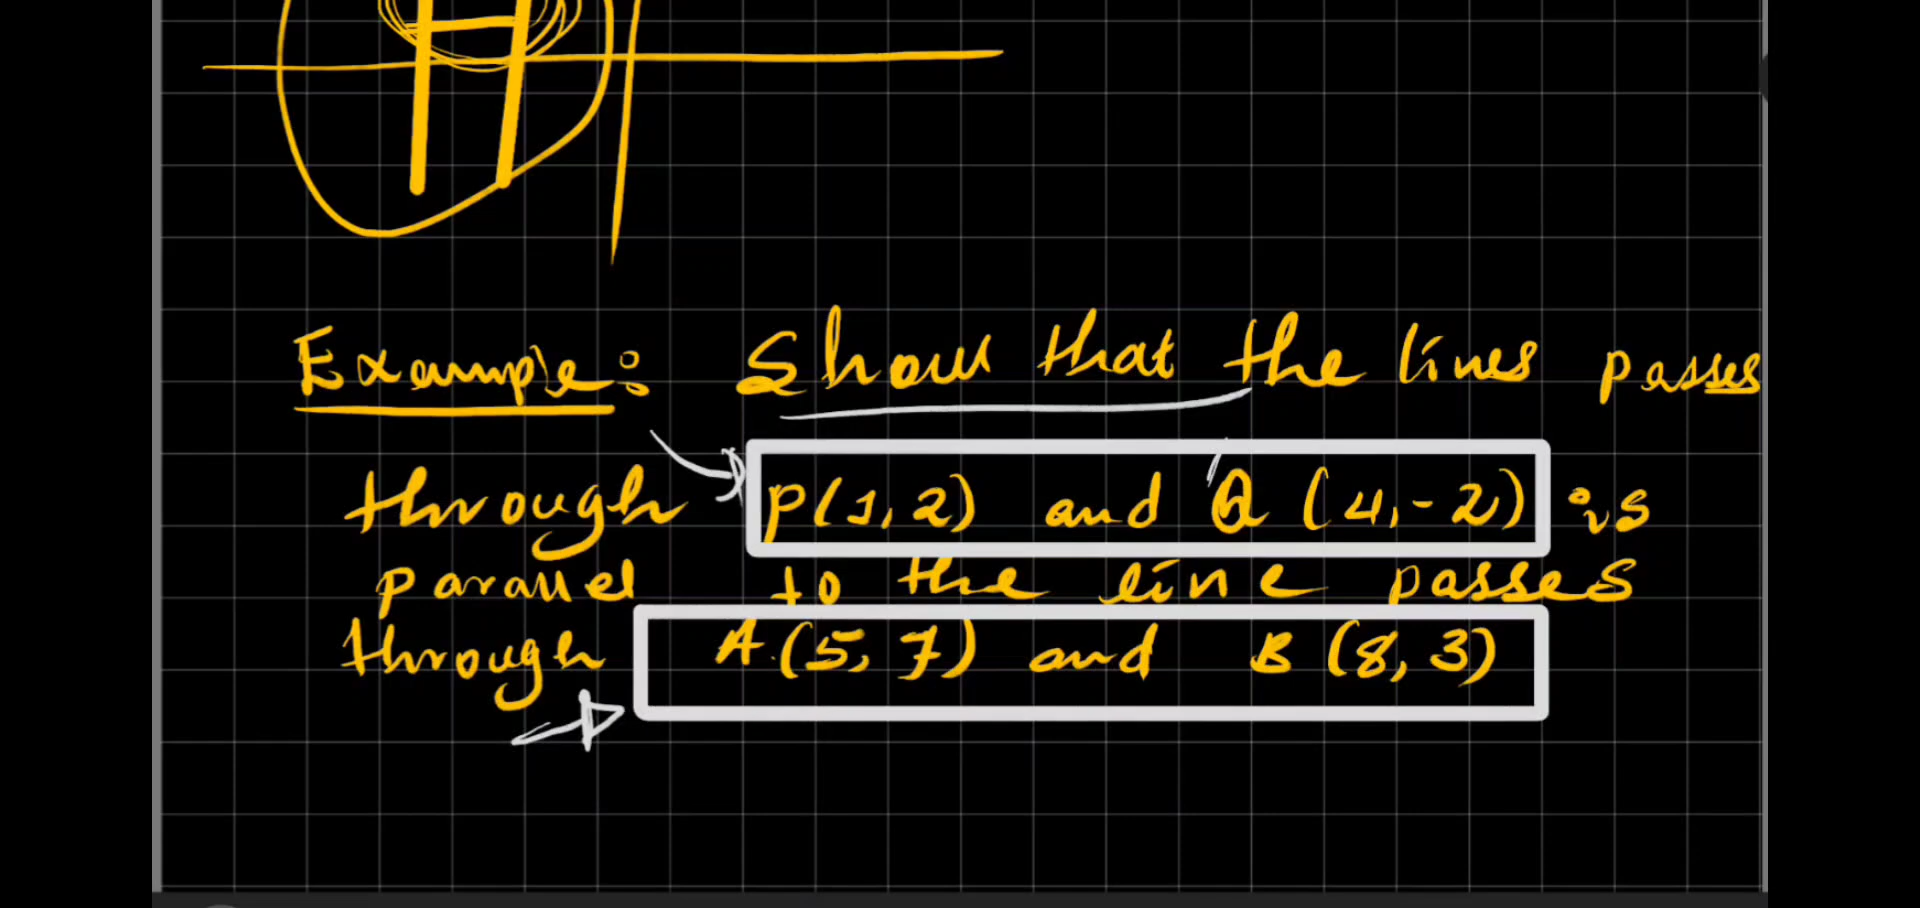 Example: Show that the lines passes
through P(1,2) and Q (4,-2) is
parallel to the line passes
through A.(5,7) and B (8,3)